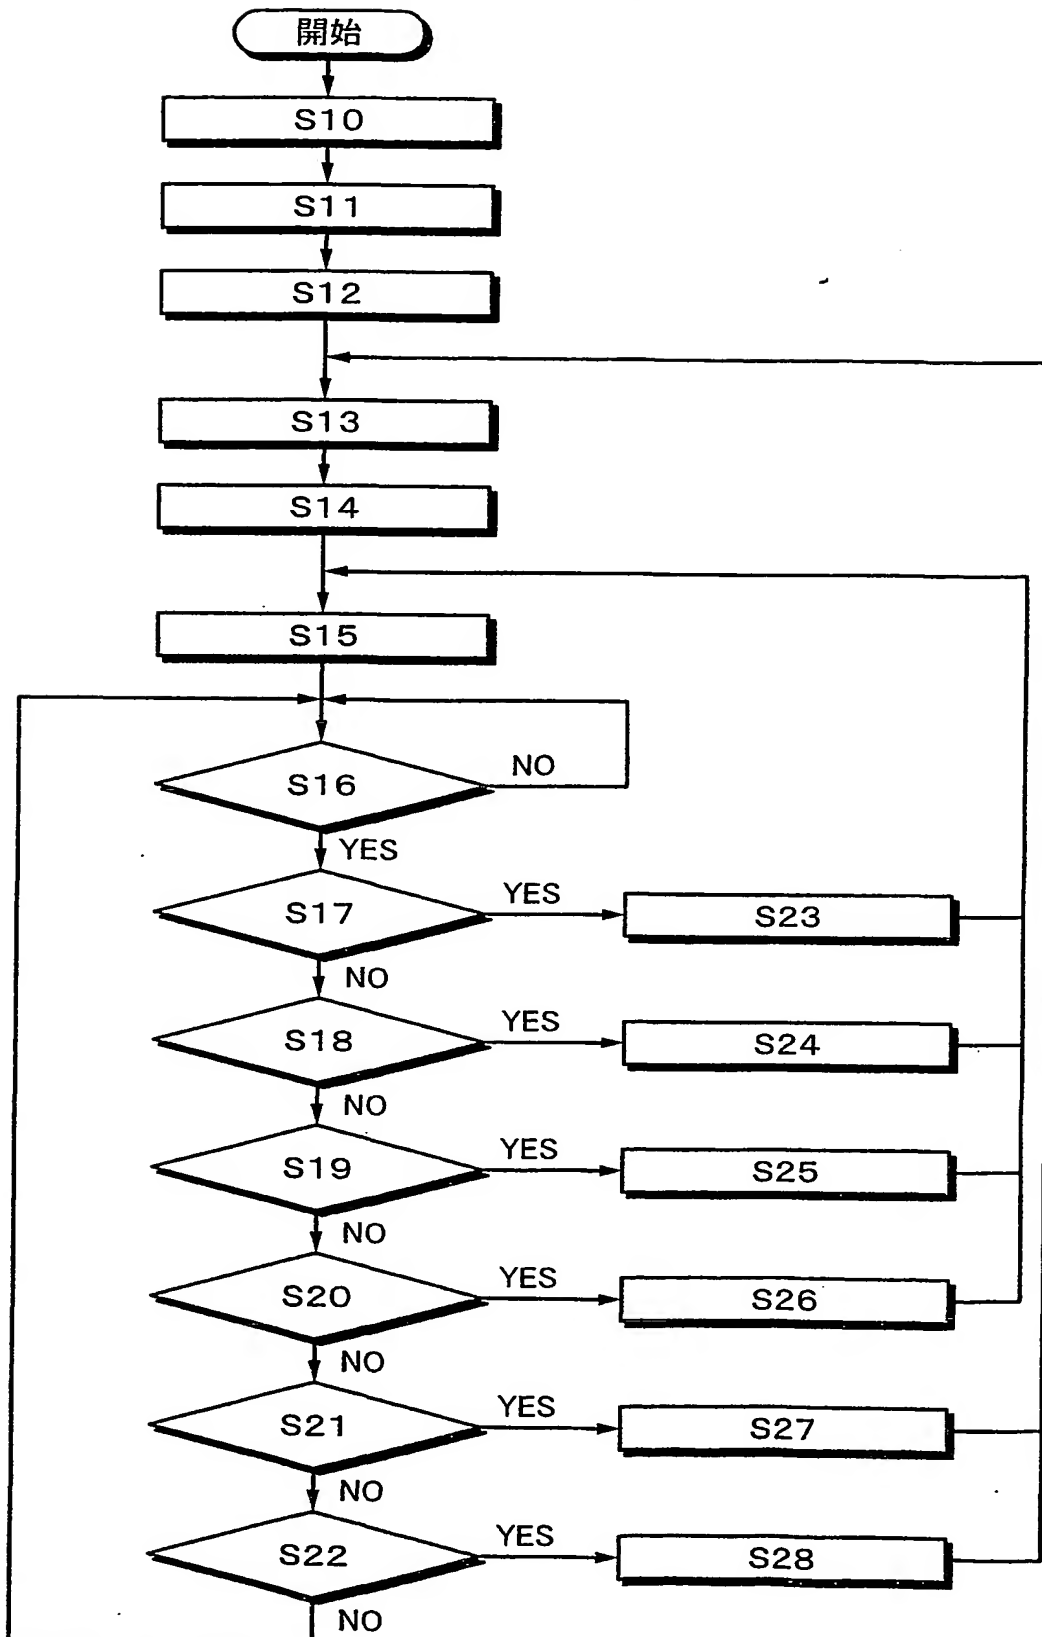 開始
S10
S11
S12
S13
S14
S15
S16
NO
YES
S17
YES
S23
NO
S18
YES
S24
NO
S19
YES
S25
NO
S20
YES
S26
NO
S21
YES
S27
NO
S22
YES
S28
NO